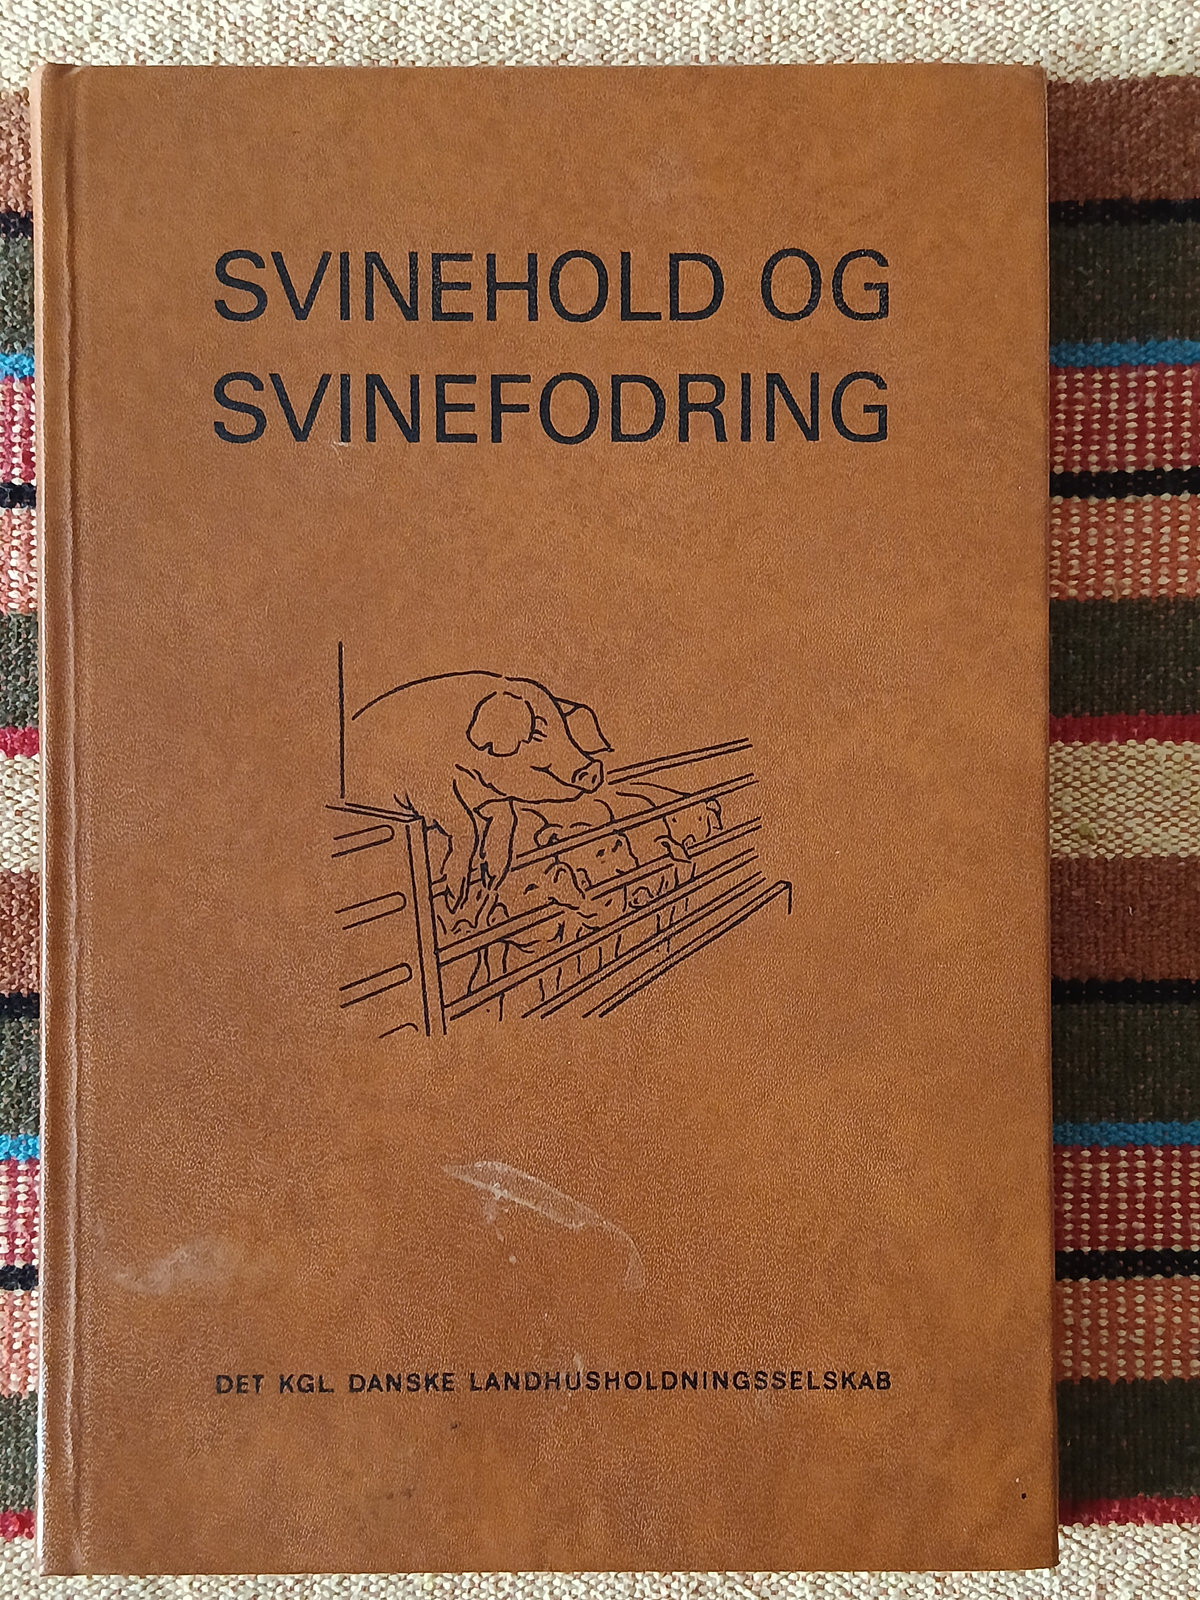 SVINEHOLD OG
SVINEFODRING
DET KGL. DANSKE LANDHUSHOLDNINGSSELSKAB